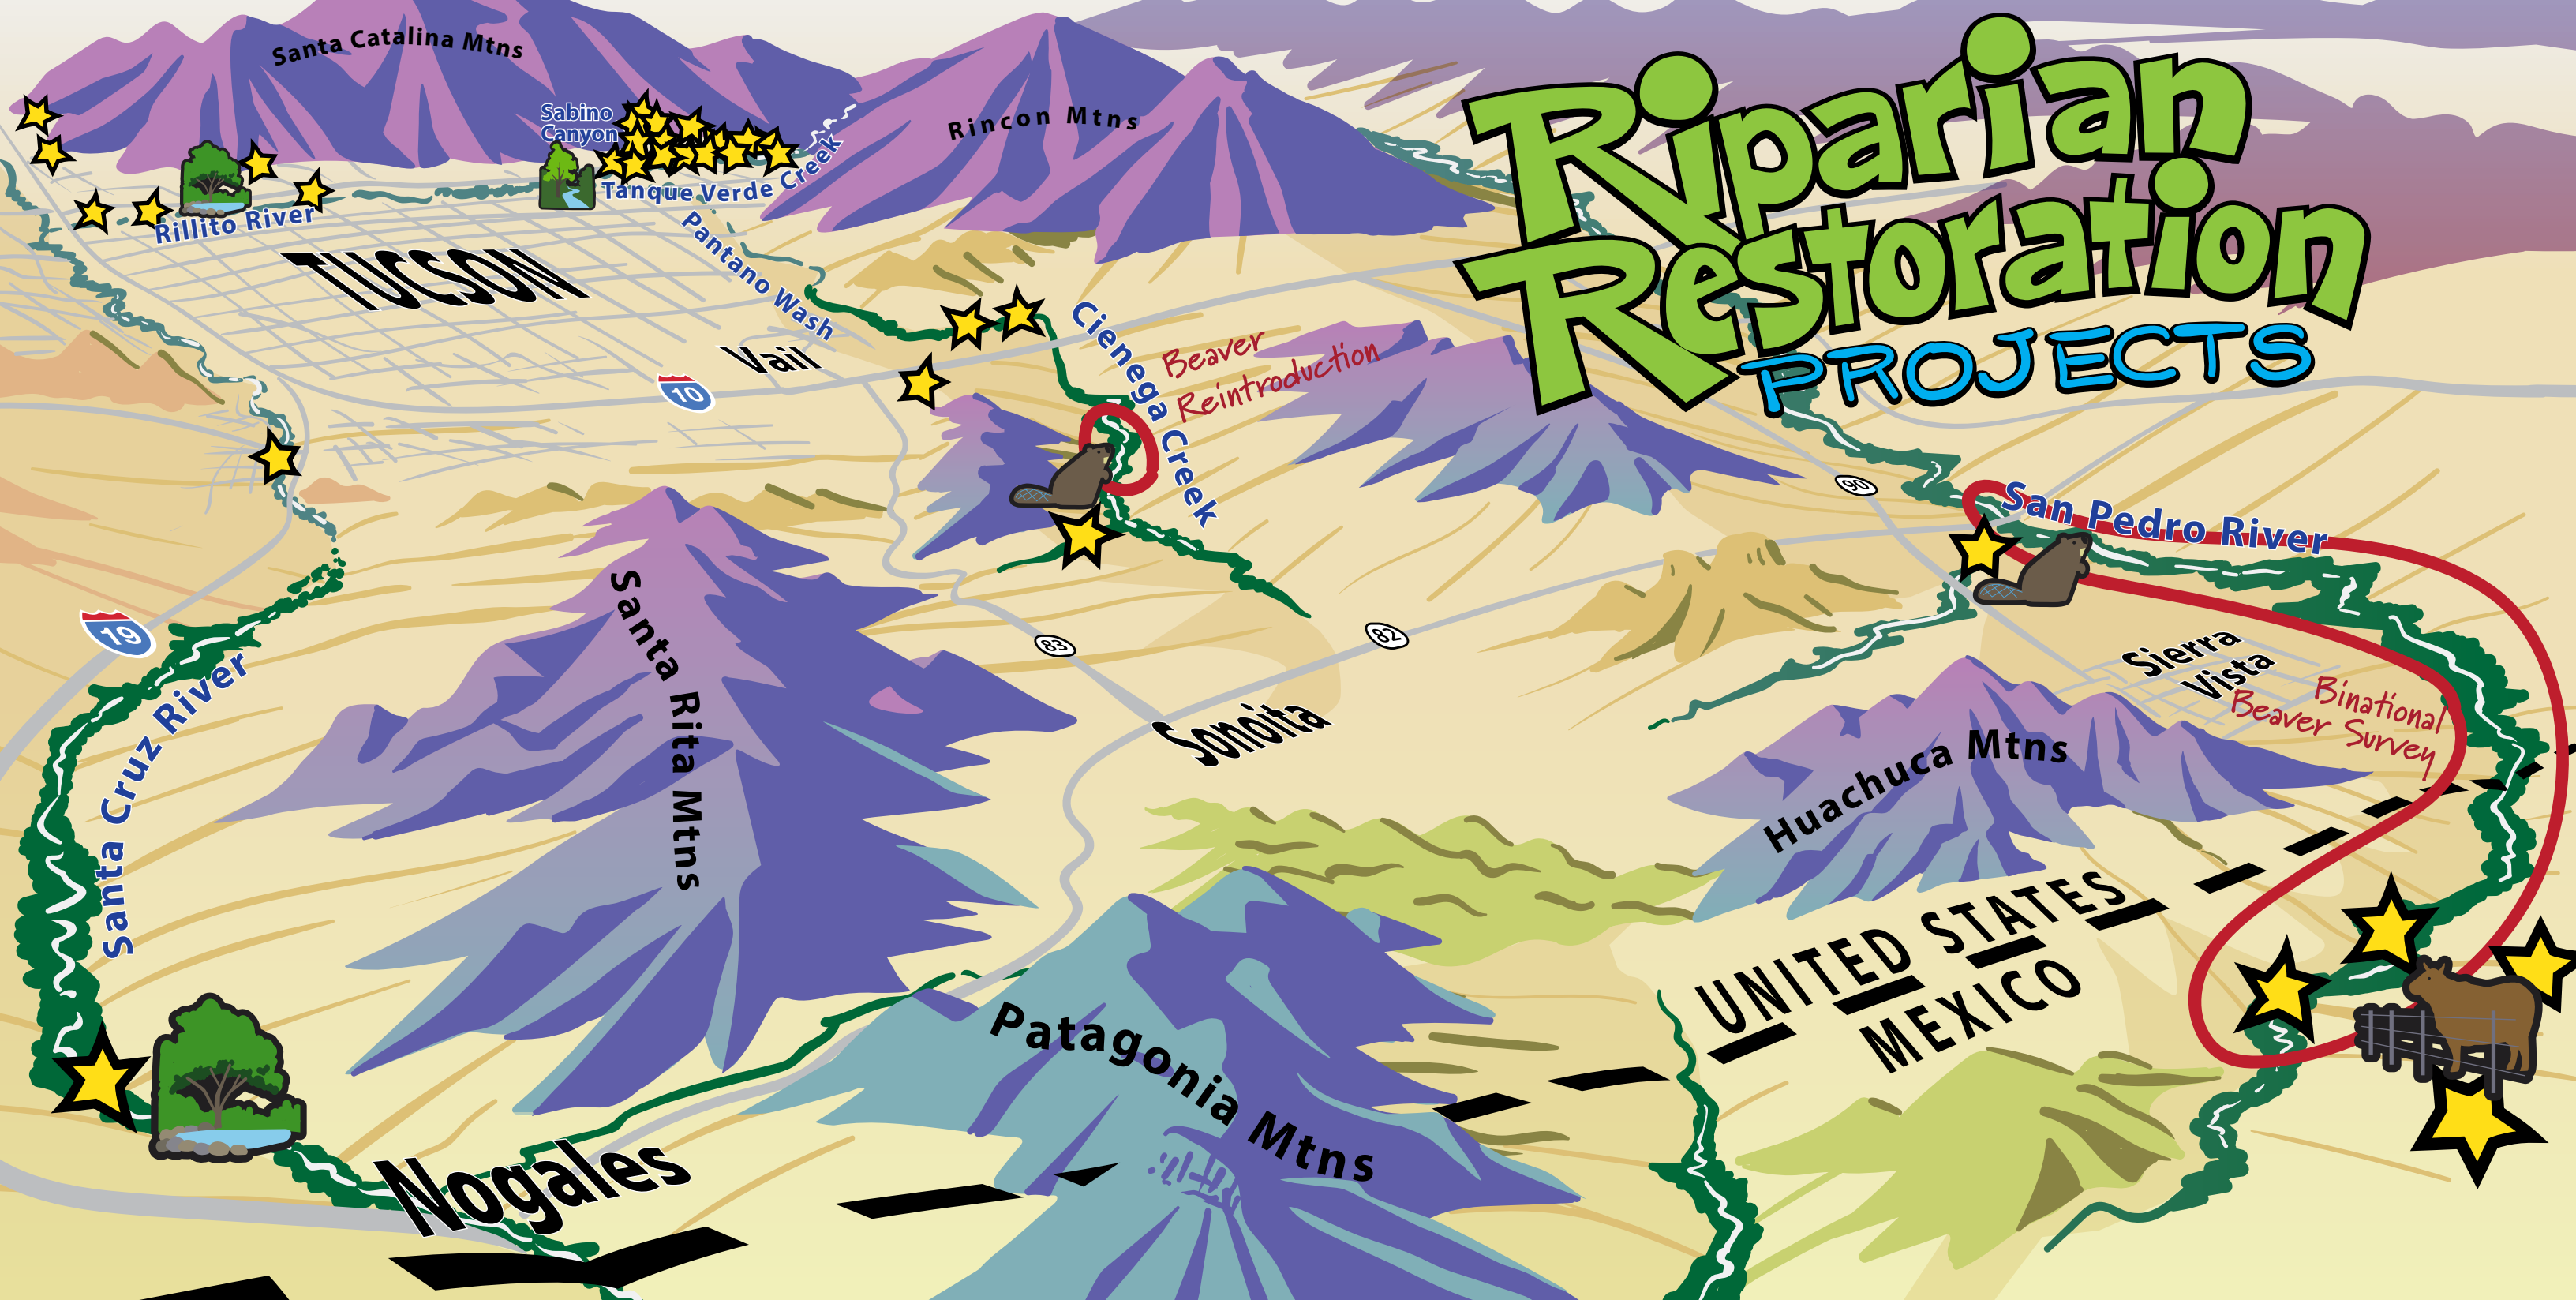 Riparian
Restoration
PROJECTS
Santa Catalina Mtns
Rincon Mtns
Sabino
Canyon
Tanque Verde Creek
Rillito River
TUCSON
Pantano Wash
Vail
10
Cienega Creek
Beaver
Reintroduction
90
San Pedro River
19
Santa Cruz River
Santa Rita Mtns
83
82
Sonoita
Sierra
Vista
Binational
Beaver Survey
Huachuca Mtns
UNITED STATES
MEXICO
Patagonia Mtns
Nogales